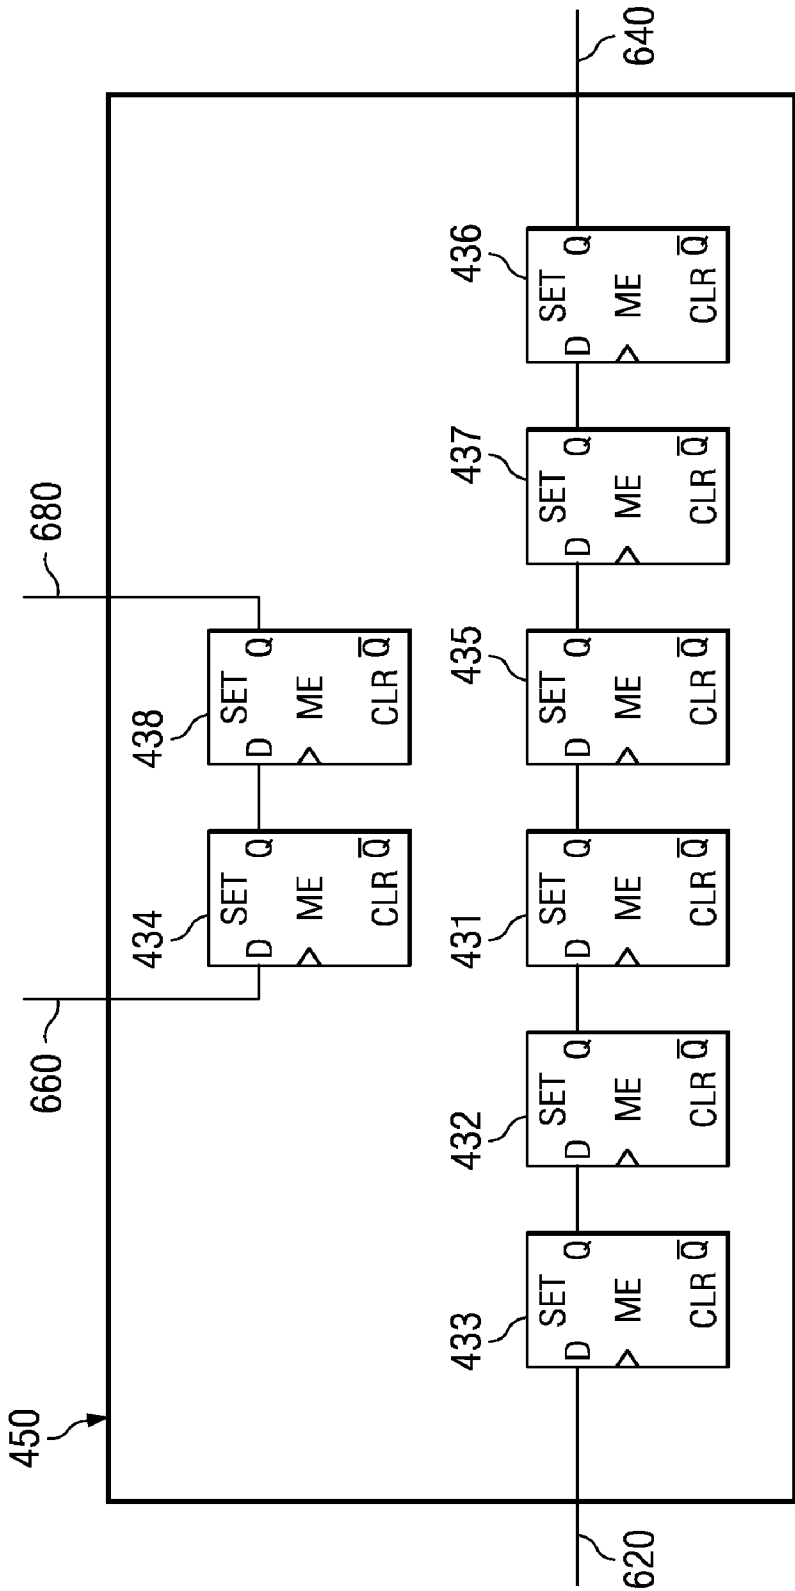 450
660
680
434
438
SET
D
Q
ME
CLR
Q̅
SET
D
Q
ME
CLR
Q̅
433
432
431
435
437
436
SET
D
Q
ME
CLR
Q̅
SET
D
Q
ME
CLR
Q̅
SET
D
Q
ME
CLR
Q̅
SET
D
Q
ME
CLR
Q̅
SET
D
Q
ME
CLR
Q̅
SET
D
Q
ME
CLR
Q̅
620
640